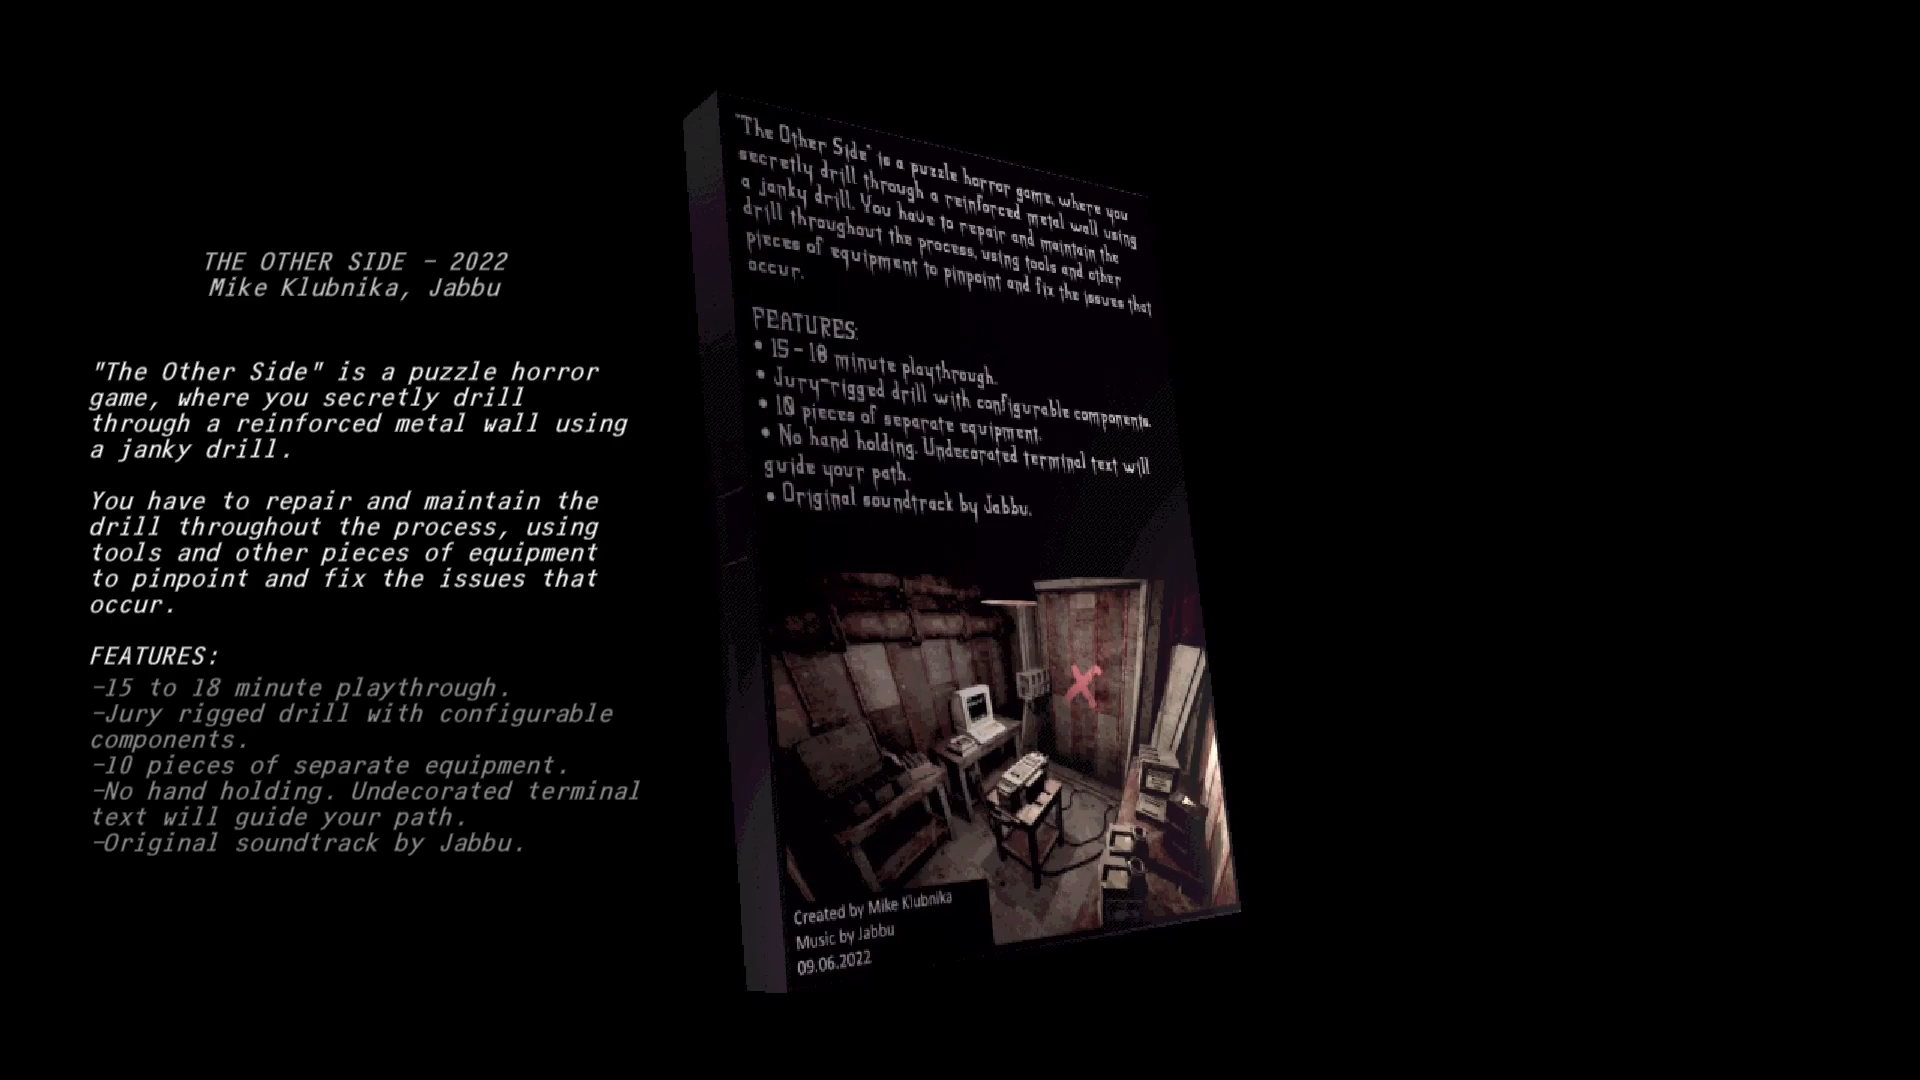 THE OTHER SIDE - 2022
Mike Klubnika, Jabbu
"The Other Side" is a puzzle horror
game, where you secretly drill
through a reinforced metal wall using
a janky drill.
You have to repair and maintain the
drill throughout the process, using
tools and other pieces of equipment
to pinpoint and fix the issues that
occur.
FEATURES:
-15 to 18 minute playthrough.
-Jury rigged drill with configurable
components.
-10 pieces of separate equipment.
-No hand holding. Undecorated terminal
text will guide your path.
-Original soundtrack by Jabbu.
"The Other Side" is a puzzle horror game, where you
secretly drill through a reinforced metal wall using
a janky drill. You have to repair and maintain the
drill throughout the process, using tools and other
pieces of equipment to pinpoint and fix the issues that
occur.
FEATURES:
• 15-18 minute playthrough.
• Jury-rigged drill with configurable components.
• 10 pieces of separate equipment.
• No hand holding. Undecorated terminal text will
guide your path.
• Original soundtrack by Jabbu.
Created by Mike Klubnika
Music by Jabbu
09.06.2022